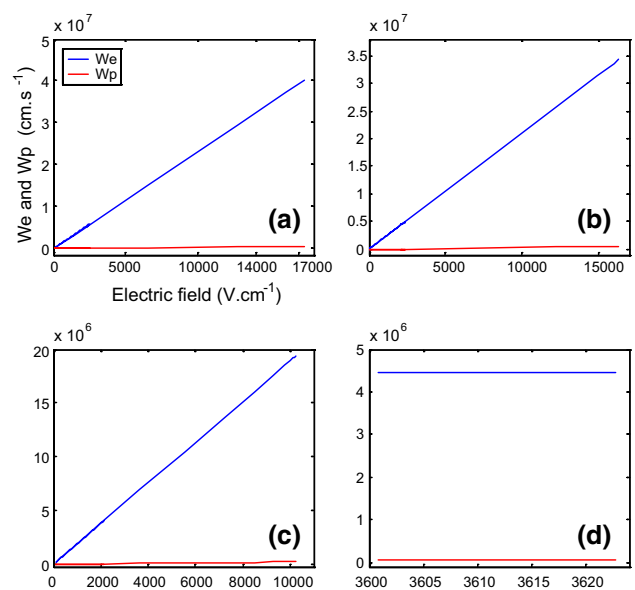 x 10^7
5
4
3
2
1
0
We and Wp (cm.s^-1)
We
Wp
(a)
0 5000 10000 14000 17000
Electric field (V.cm^-1)
x 10^7
3.5
3
2.5
2
1.5
1
0.5
0
(b)
0 5000 10000 15000
x 10^6
20
15
10
5
0
(c)
0 2000 4000 6000 8000 10000
x 10^6
5
4
3
2
1
0
(d)
3600 3605 3610 3615 3620